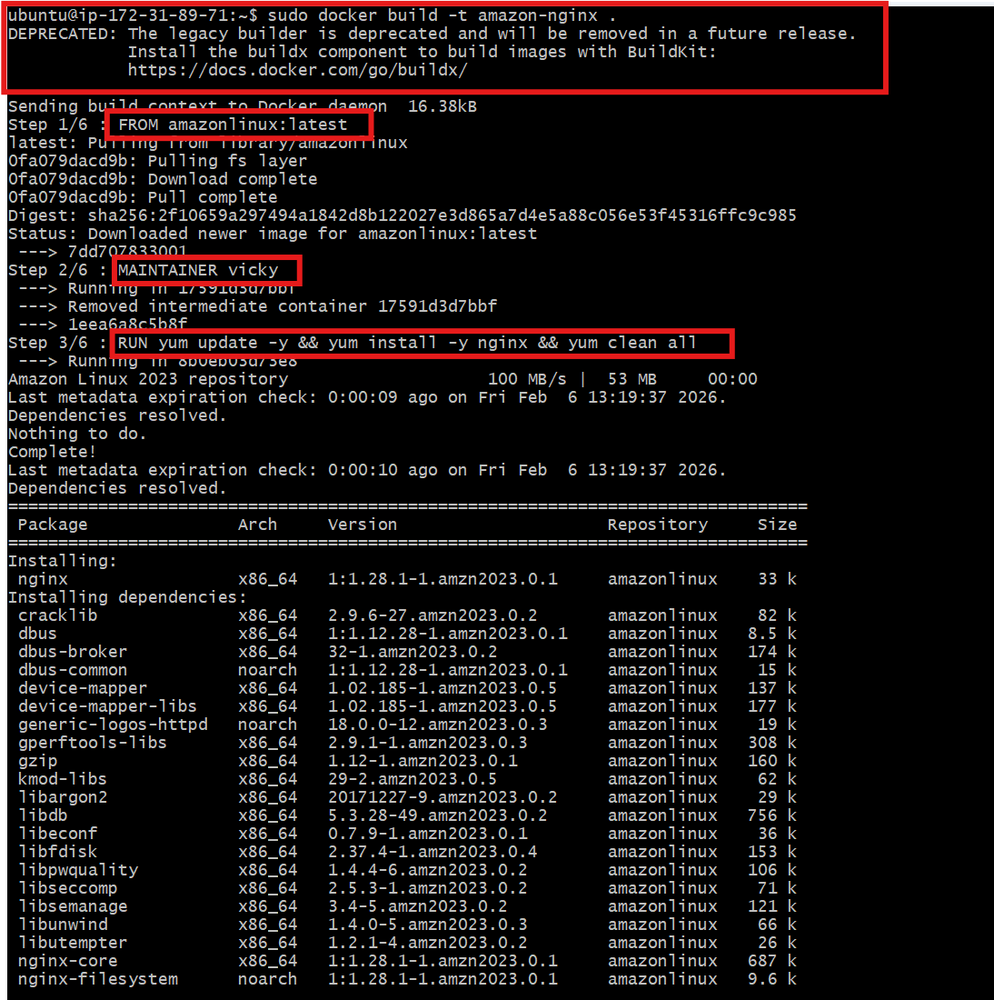 ubuntu@ip-172-31-89-71:~$ sudo docker build -t amazon-nginx .
DEPRECATED: The legacy builder is deprecated and will be removed in a future release.
            Install the buildx component to build images with BuildKit:
            https://docs.docker.com/go/buildx/
Sending build context to Docker daemon  16.38kB
Step 1/6 : FROM amazonlinux:latest
latest: Pulling from library/amazonlinux
0fa079dacd9b: Pulling fs layer
0fa079dacd9b: Download complete
0fa079dacd9b: Pull complete
Digest: sha256:2f10659a297494a1842d8b122027e3d865a7d4e5a88c056e53f45316ffc9c985
Status: Downloaded newer image for amazonlinux:latest
 ---> 7dd707833001
Step 2/6 : MAINTAINER vicky
 ---> Running in 17591d3d7bbf
 ---> Removed intermediate container 17591d3d7bbf
 ---> 1eea6a8c5b8f
Step 3/6 : RUN yum update -y && yum install -y nginx && yum clean all
 ---> Running in 8b0eb03d73e8
Amazon Linux 2023 repository                    100 MB/s |  53 MB     00:00
Last metadata expiration check: 0:00:09 ago on Fri Feb  6 13:19:37 2026.
Dependencies resolved.
Nothing to do.
Complete!
Last metadata expiration check: 0:00:10 ago on Fri Feb  6 13:19:37 2026.
Dependencies resolved.
================================================================================
 Package               Arch     Version                     Repository     Size
================================================================================
Installing:
 nginx                 x86_64   1:1.28.1-1.amzn2023.0.1     amazonlinux    33 k
Installing dependencies:
 cracklib              x86_64   2.9.6-27.amzn2023.0.2       amazonlinux    82 k
 dbus                  x86_64   1:1.12.28-1.amzn2023.0.1    amazonlinux   8.5 k
 dbus-broker           x86_64   32-1.amzn2023.0.2           amazonlinux   174 k
 dbus-common           noarch   1:1.12.28-1.amzn2023.0.1    amazonlinux    15 k
 device-mapper         x86_64   1.02.185-1.amzn2023.0.5     amazonlinux   137 k
 device-mapper-libs    x86_64   1.02.185-1.amzn2023.0.5     amazonlinux   177 k
 generic-logos-httpd   noarch   18.0.0-12.amzn2023.0.3      amazonlinux    19 k
 gperftools-libs       x86_64   2.9.1-1.amzn2023.0.3        amazonlinux   308 k
 gzip                  x86_64   1.12-1.amzn2023.0.1         amazonlinux   160 k
 kmod-libs             x86_64   29-2.amzn2023.0.5           amazonlinux    62 k
 libargon2             x86_64   20171227-9.amzn2023.0.2     amazonlinux    29 k
 libdb                 x86_64   5.3.28-49.amzn2023.0.2      amazonlinux   756 k
 libeconf              x86_64   0.7.9-1.amzn2023.0.1        amazonlinux    36 k
 libfdisk              x86_64   2.37.4-1.amzn2023.0.4       amazonlinux   153 k
 libpwquality          x86_64   1.4.4-6.amzn2023.0.2        amazonlinux   106 k
 libseccomp            x86_64   2.5.3-1.amzn2023.0.2        amazonlinux    71 k
 libsemanage           x86_64   3.4-5.amzn2023.0.2          amazonlinux   121 k
 libunwind             x86_64   1.4.0-5.amzn2023.0.3        amazonlinux    66 k
 libutempter           x86_64   1.2.1-4.amzn2023.0.2        amazonlinux    26 k
 nginx-core            x86_64   1:1.28.1-1.amzn2023.0.1     amazonlinux   687 k
 nginx-filesystem      noarch   1:1.28.1-1.amzn2023.0.1     amazonlinux   9.6 k